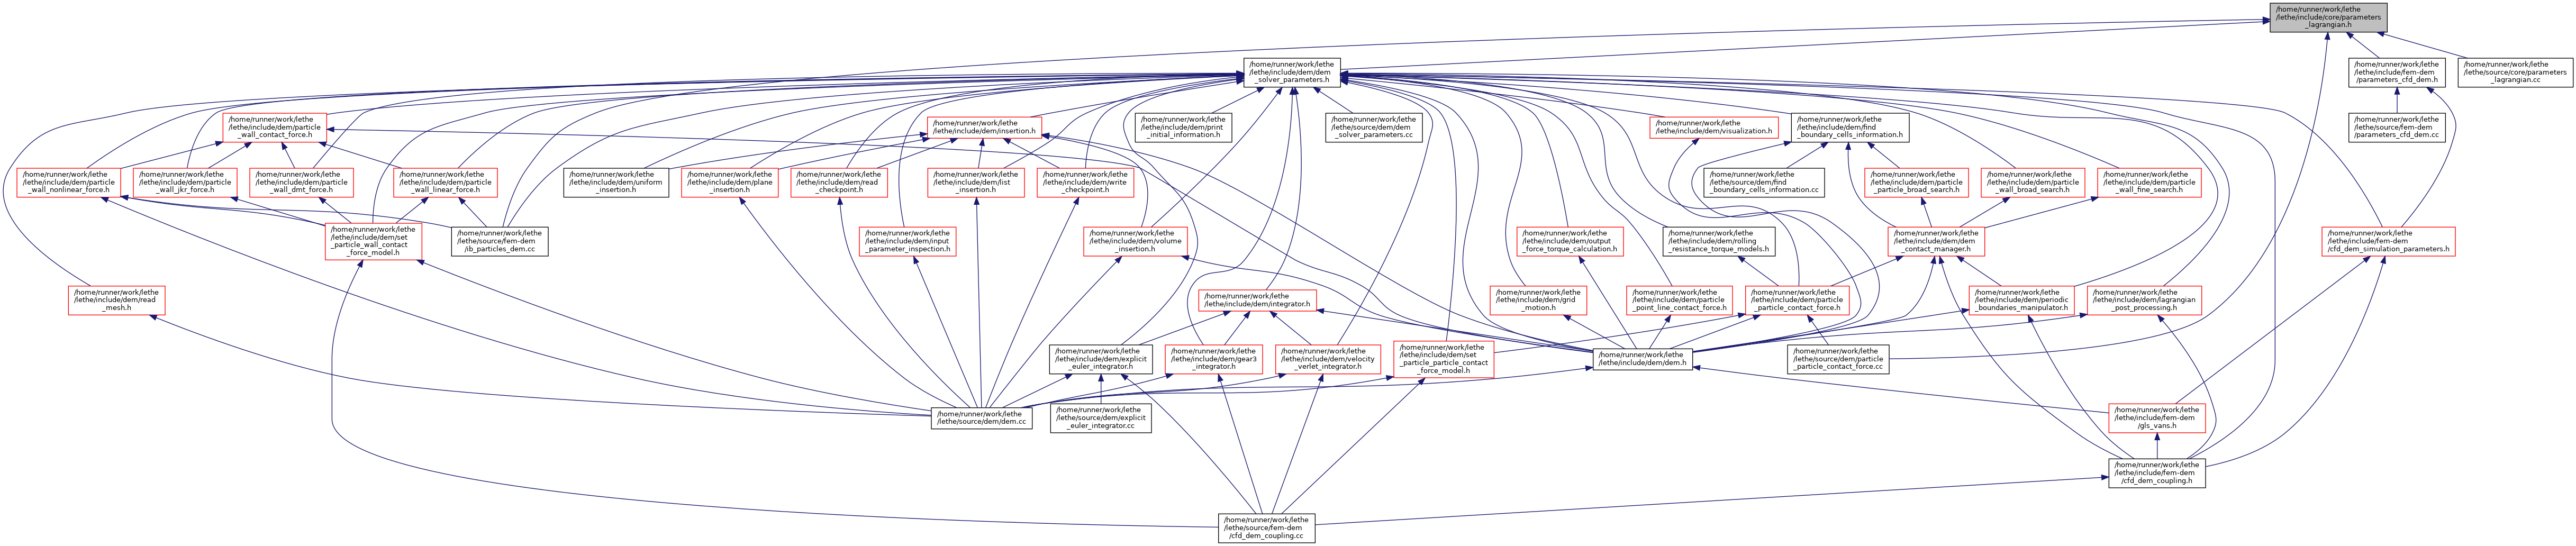 /home/runner/work/lethe
/lethe/include/core/parameters
_lagrangian.h
/home/runner/work/lethe
/lethe/include/dem/dem
_solver_parameters.h
/home/runner/work/lethe
/lethe/include/fem-dem
/parameters_cfd_dem.h
/home/runner/work/lethe
/lethe/source/core/parameters
_lagrangian.cc
/home/runner/work/lethe
/lethe/include/dem/particle
_wall_contact_force.h
/home/runner/work/lethe
/lethe/include/dem/insertion.h
/home/runner/work/lethe
/lethe/include/dem/print
_initial_information.h
/home/runner/work/lethe
/lethe/source/dem/dem
_solver_parameters.cc
/home/runner/work/lethe
/lethe/include/dem/visualization.h
/home/runner/work/lethe
/lethe/include/dem/find
_boundary_cells_information.h
/home/runner/work/lethe
/lethe/source/fem-dem
/parameters_cfd_dem.cc
/home/runner/work/lethe
/lethe/include/dem/particle
_wall_nonlinear_force.h
/home/runner/work/lethe
/lethe/include/dem/particle
_wall_jkr_force.h
/home/runner/work/lethe
/lethe/include/dem/particle
_wall_dmt_force.h
/home/runner/work/lethe
/lethe/include/dem/particle
_wall_linear_force.h
/home/runner/work/lethe
/lethe/include/dem/uniform
_insertion.h
/home/runner/work/lethe
/lethe/include/dem/plane
_insertion.h
/home/runner/work/lethe
/lethe/include/dem/read
_checkpoint.h
/home/runner/work/lethe
/lethe/include/dem/list
_insertion.h
/home/runner/work/lethe
/lethe/include/dem/write
_checkpoint.h
/home/runner/work/lethe
/lethe/source/dem/find
_boundary_cells_information.cc
/home/runner/work/lethe
/lethe/include/dem/particle
_particle_broad_search.h
/home/runner/work/lethe
/lethe/include/dem/particle
_wall_broad_search.h
/home/runner/work/lethe
/lethe/include/dem/particle
_wall_fine_search.h
/home/runner/work/lethe
/lethe/include/dem/set
_particle_wall_contact
_force_model.h
/home/runner/work/lethe
/lethe/source/fem-dem
/ib_particles_dem.cc
/home/runner/work/lethe
/lethe/include/dem/input
_parameter_inspection.h
/home/runner/work/lethe
/lethe/include/dem/volume
_insertion.h
/home/runner/work/lethe
/lethe/include/dem/output
_force_torque_calculation.h
/home/runner/work/lethe
/lethe/include/dem/rolling
_resistance_torque_models.h
/home/runner/work/lethe
/lethe/include/dem/dem
_contact_manager.h
/home/runner/work/lethe
/lethe/include/fem-dem
/cfd_dem_simulation_parameters.h
/home/runner/work/lethe
/lethe/include/dem/read
_mesh.h
/home/runner/work/lethe
/lethe/include/dem/integrator.h
/home/runner/work/lethe
/lethe/include/dem/grid
_motion.h
/home/runner/work/lethe
/lethe/include/dem/particle
_point_line_contact_force.h
/home/runner/work/lethe
/lethe/include/dem/particle
_particle_contact_force.h
/home/runner/work/lethe
/lethe/include/dem/periodic
_boundaries_manipulator.h
/home/runner/work/lethe
/lethe/include/dem/lagrangian
_post_processing.h
/home/runner/work/lethe
/lethe/include/dem/explicit
_euler_integrator.h
/home/runner/work/lethe
/lethe/include/dem/gear3
_integrator.h
/home/runner/work/lethe
/lethe/include/dem/velocity
_verlet_integrator.h
/home/runner/work/lethe
/lethe/include/dem/set
_particle_particle_contact
_force_model.h
/home/runner/work/lethe
/lethe/include/dem/dem.h
/home/runner/work/lethe
/lethe/source/dem/particle
_particle_contact_force.cc
/home/runner/work/lethe
/lethe/source/dem/dem.cc
/home/runner/work/lethe
/lethe/source/dem/explicit
_euler_integrator.cc
/home/runner/work/lethe
/lethe/include/fem-dem
/gls_vans.h
/home/runner/work/lethe
/lethe/include/fem-dem
/cfd_dem_coupling.h
/home/runner/work/lethe
/lethe/source/fem-dem
/cfd_dem_coupling.cc